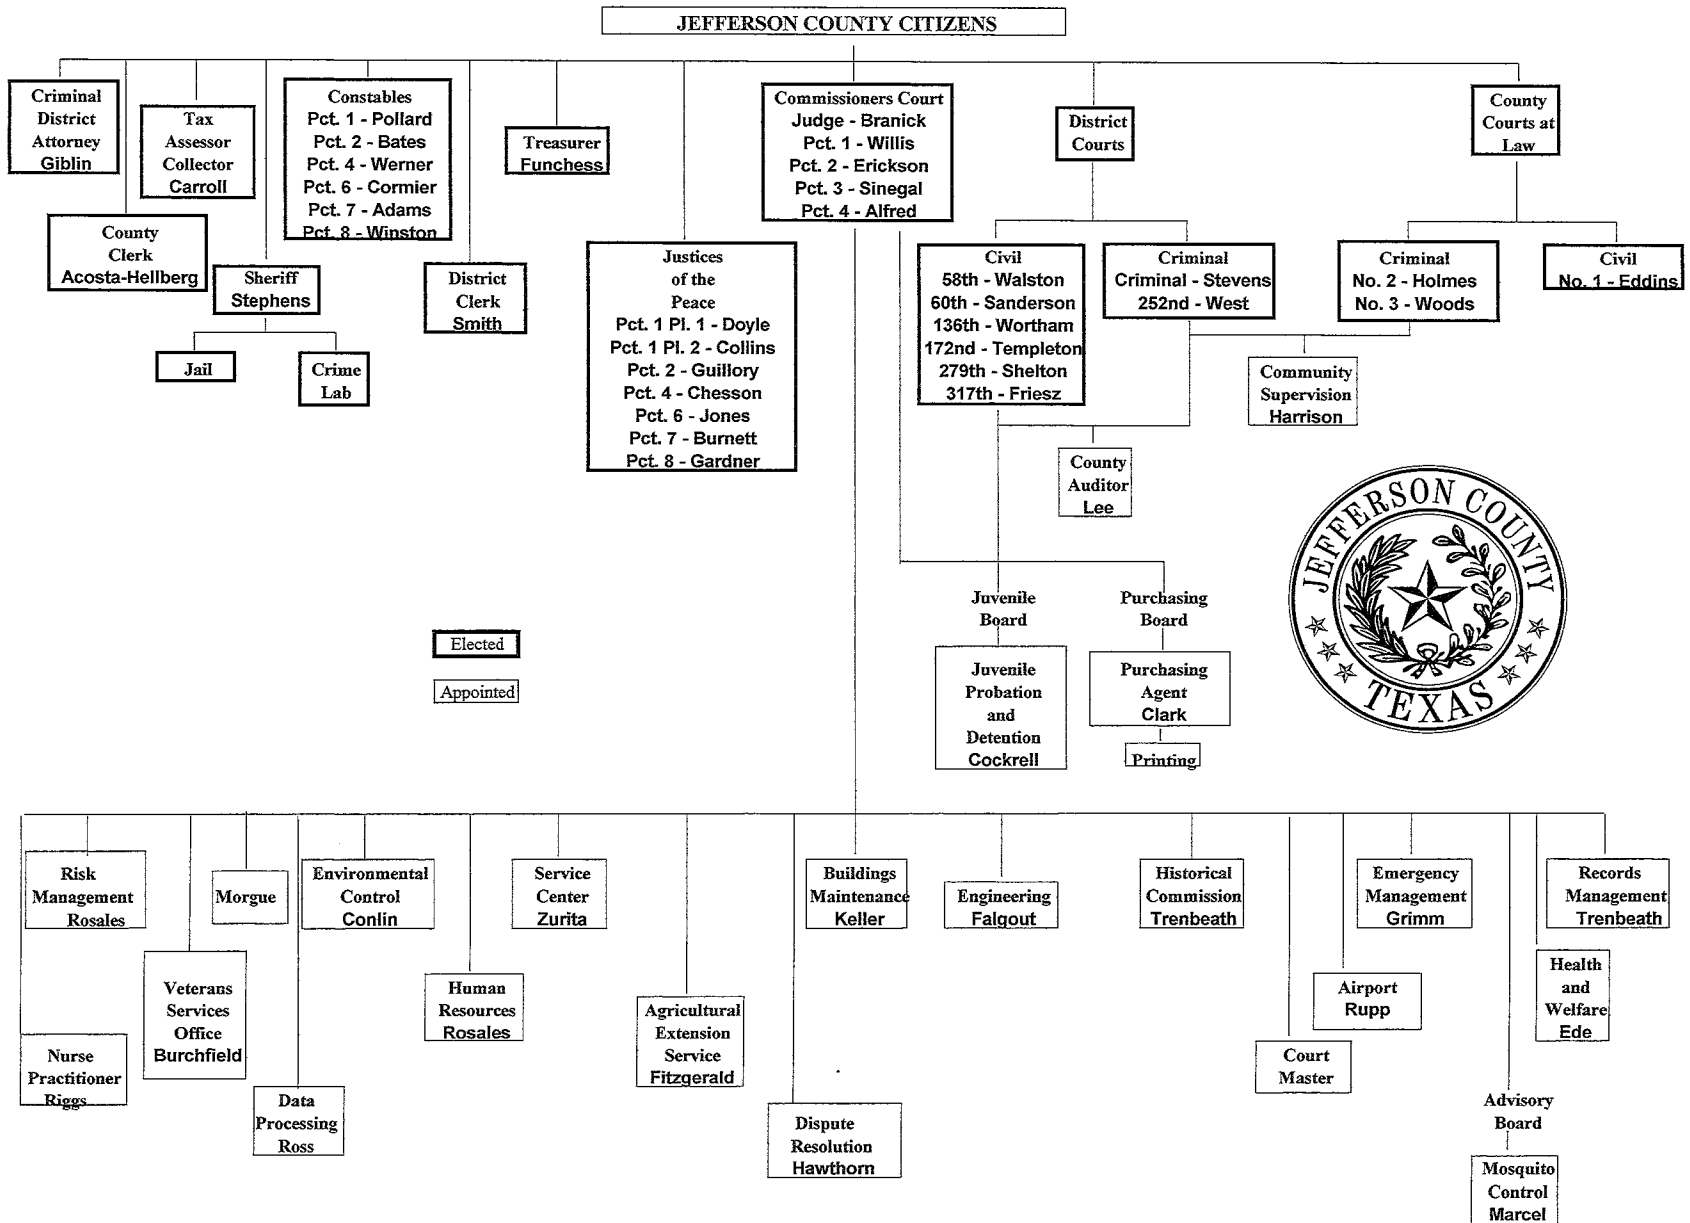 JEFFERSON COUNTY CITIZENS
Criminal
District
Attorney
Giblin
County
Clerk
Acosta-Hellberg
Tax
Assessor
Collector
Carroll
Sheriff
Stephens
Jail
Crime
Lab
Constables
Pct. 1 - Pollard
Pct. 2 - Bates
Pct. 4 - Werner
Pct. 6 - Cormier
Pct. 7 - Adams
Pct. 8 - Winston
District
Clerk
Smith
Treasurer
Funchess
Justices
of the
Peace
Pct. 1 Pl. 1 - Doyle
Pct. 1 Pl. 2 - Collins
Pct. 2 - Guillory
Pct. 4 - Chesson
Pct. 6 - Jones
Pct. 7 - Burnett
Pct. 8 - Gardner
Commissioners Court
Judge - Branick
Pct. 1 - Willis
Pct. 2 - Erickson
Pct. 3 - Sinegal
Pct. 4 - Alfred
District
Courts
Civil
58th - Walston
60th - Sanderson
136th - Wortham
172nd - Templeton
279th - Shelton
317th - Friesz
Criminal
Criminal - Stevens
252nd - West
County
Courts at
Law
Criminal
No. 2 - Holmes
No. 3 - Woods
Civil
No. 1 - Eddins
Community
Supervision
Harrison
County
Auditor
Lee
Juvenile
Board
Juvenile
Probation
and
Detention
Cockrell
Purchasing
Board
Purchasing
Agent
Clark
Printing
JEFFERSON COUNTY
TEXAS
Elected
Appointed
Risk
Management
Rosales
Morgue
Environmental
Control
Conlin
Service
Center
Zurita
Buildings
Maintenance
Keller
Engineering
Falgout
Historical
Commission
Trenbeath
Emergency
Management
Grimm
Records
Management
Trenbeath
Veterans
Services
Office
Burchfield
Human
Resources
Rosales
Agricultural
Extension
Service
Fitzgerald
Airport
Rupp
Health
and
Welfare
Ede
Nurse
Practitioner
Riggs
Data
Processing
Ross
Dispute
Resolution
Hawthorn
Court
Master
Advisory
Board
Mosquito
Control
Marcel